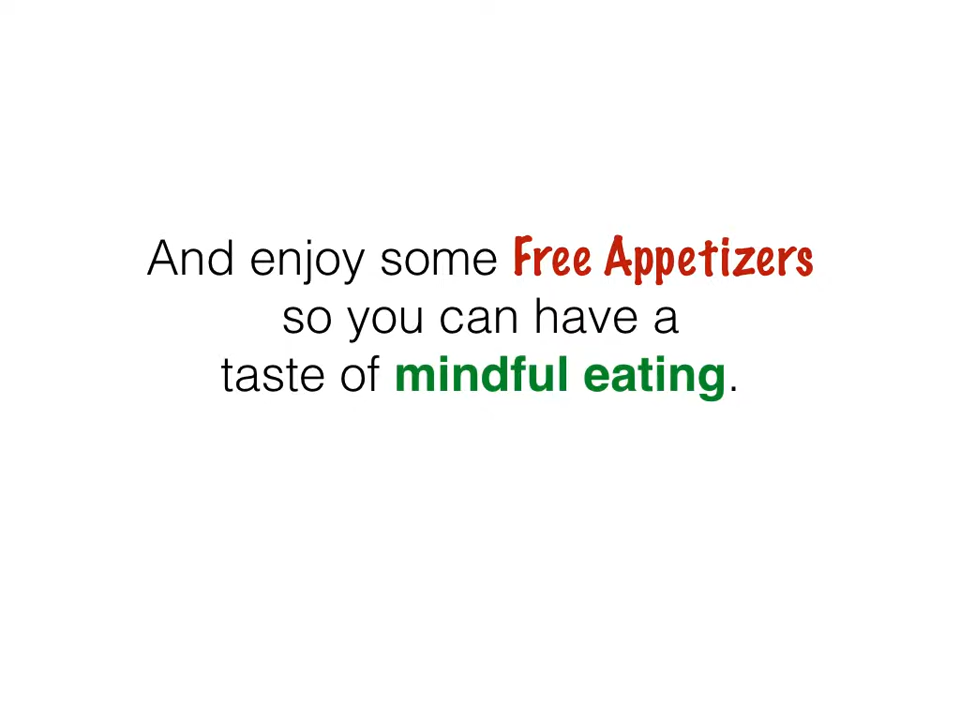 And enjoy some Free Appetizers
so you can have a
taste of mindful eating.